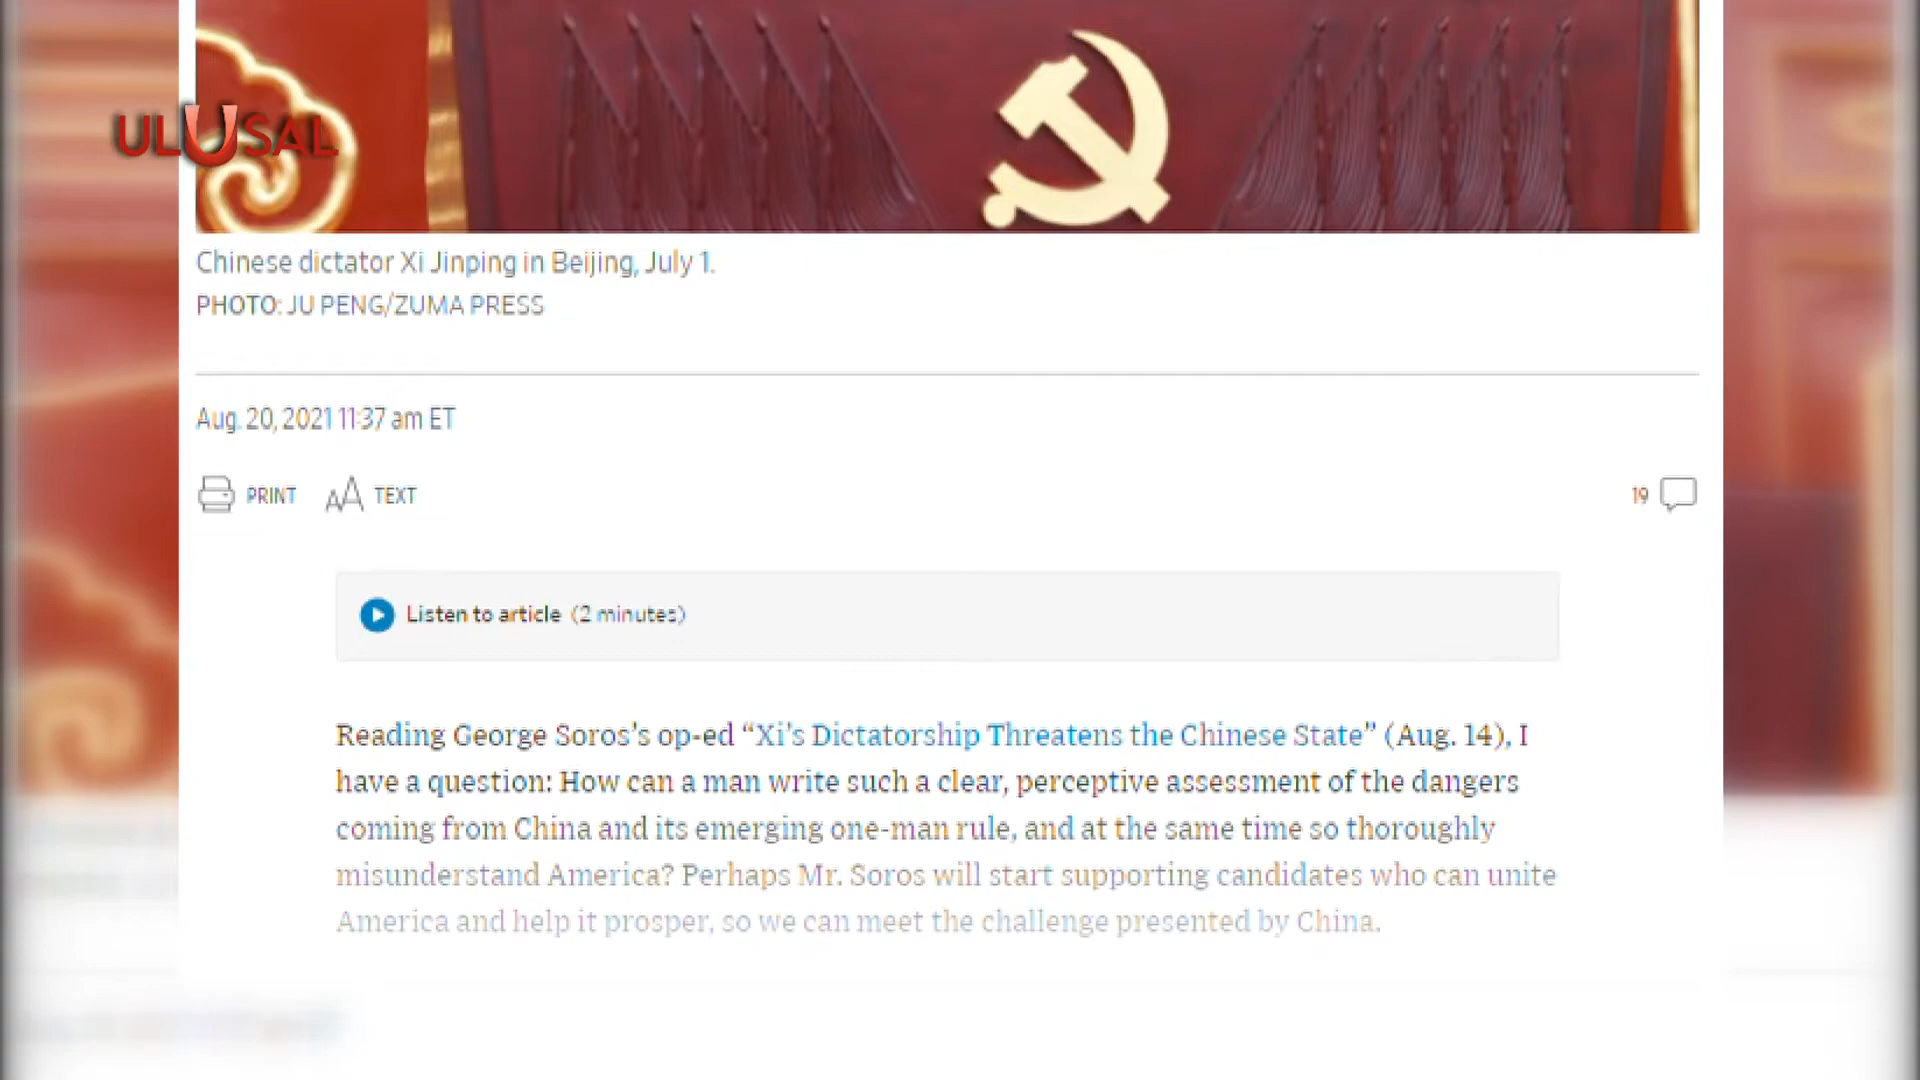 ULUSAL
Chinese dictator Xi Jinping in Beijing, July 1.
PHOTO: JU PENG/ZUMA PRESS
Aug. 20, 2021 11:37 am ET
PRINT AA TEXT
19
Listen to article (2 minutes)
Reading George Soros’s op-ed “Xi’s Dictatorship Threatens the Chinese State” (Aug. 14), I
have a question: How can a man write such a clear, perceptive assessment of the dangers
coming from China and its emerging one-man rule, and at the same time so thoroughly
misunderstand America? Perhaps Mr. Soros will start supporting candidates who can unite
America and help it prosper, so we can meet the challenge presented by China.